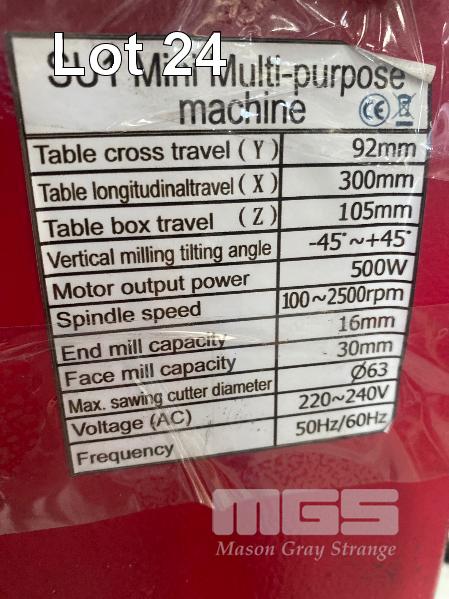 Lot 24
SU1 Mini Multi-purpose
machine
CE
Table cross travel ( Y ) 92mm
Table longitudinaltravel ( X ) 300mm
Table box travel ( Z ) 105mm
Vertical milling tilting angle -45°~+45°
Motor output power 500W
Spindle speed 100~2500rpm
End mill capacity 16mm
Face mill capacity 30mm
Max. sawing cutter diameter Ø63
Voltage (AC) 220~240V
Frequency 50Hz/60Hz
MGS
Mason Gray Strange